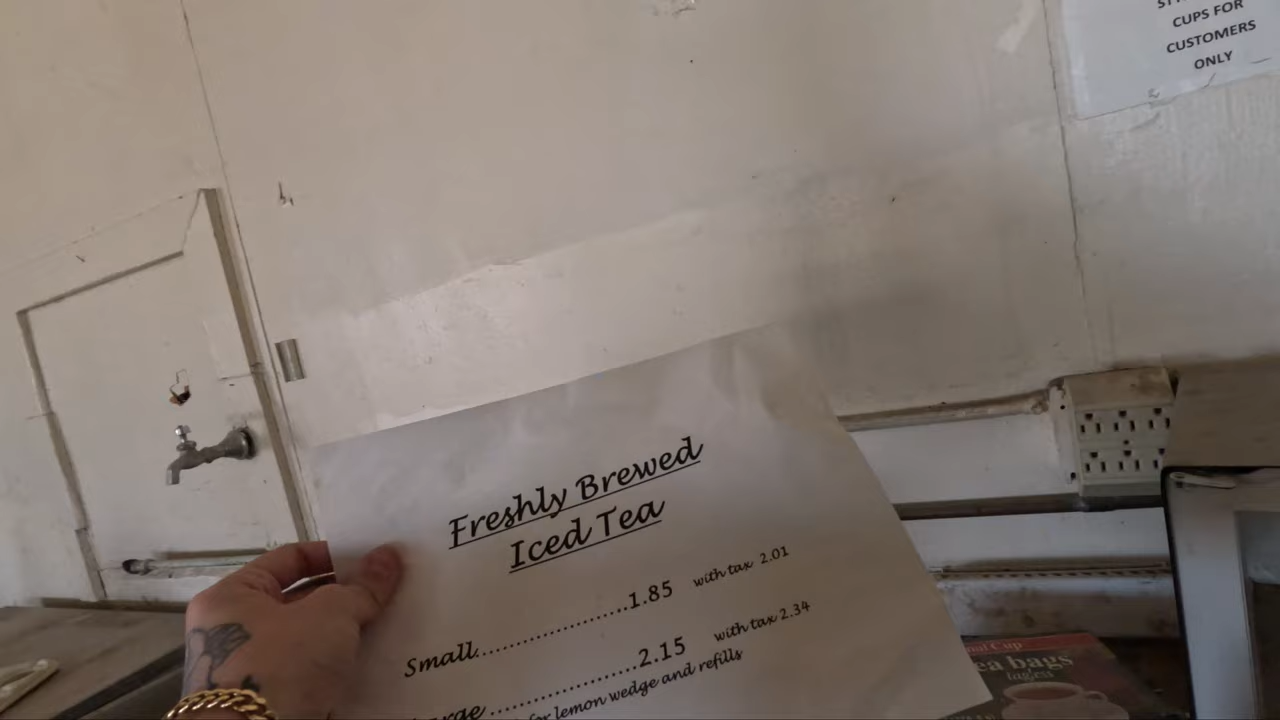 CUPS FOR
CUSTOMERS
ONLY
Freshly Brewed
Iced Tea
Small..........................1.85 with tax 2.01
..........................2.15 with tax 2.34
for lemon wedge and refills
Cup
tea bags